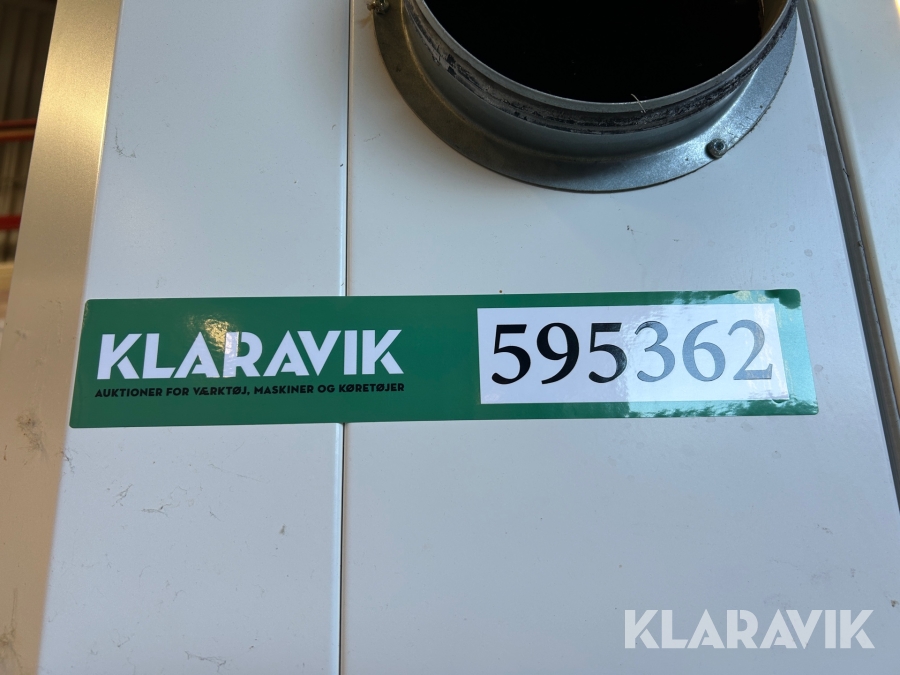 KLARAVIK
AUKTIONER FOR VÆRKTØJ, MASKINER OG KØRETØJER
595362
KLARAVIK